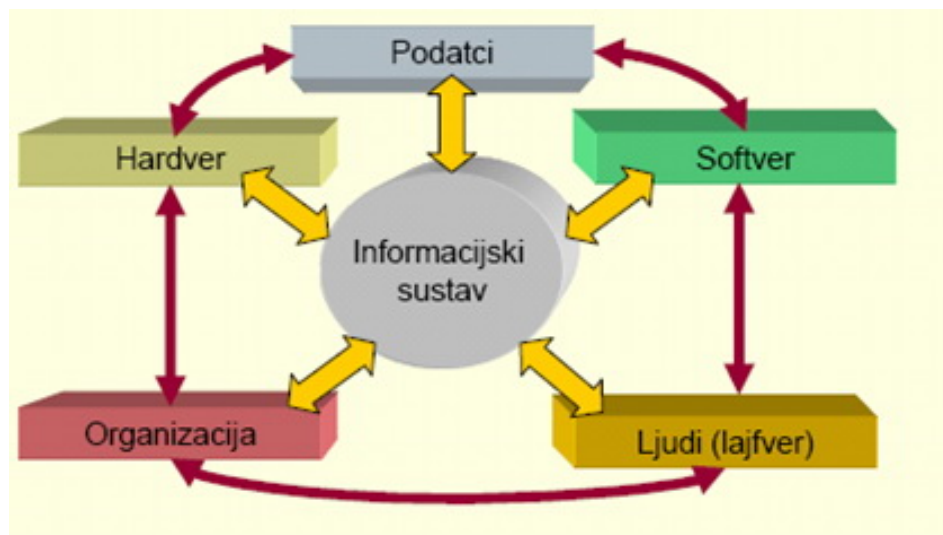 Podatci
Hardver
Softver
Informacijski
sustav
Organizacija
Ljudi (lajfver)